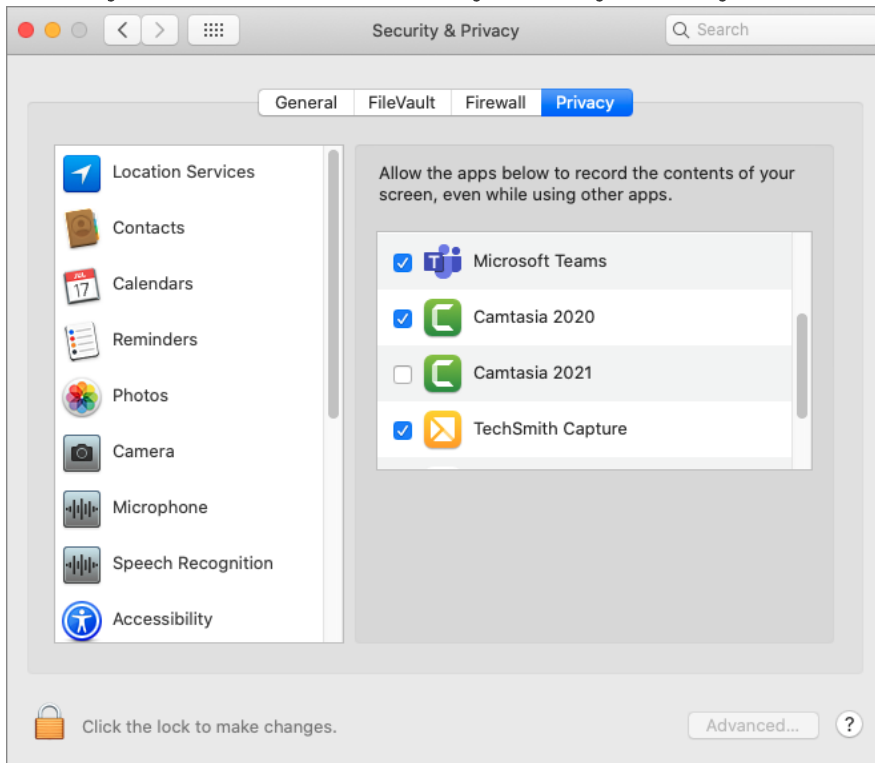 Security & Privacy
Search
General
FileVault
Firewall
Privacy
Location Services
Contacts
JUL
17
Calendars
Reminders
Photos
Camera
Microphone
Speech Recognition
Accessibility
Allow the apps below to record the contents of your
screen, even while using other apps.
Microsoft Teams
Camtasia 2020
Camtasia 2021
TechSmith Capture
Click the lock to make changes.
Advanced...
?